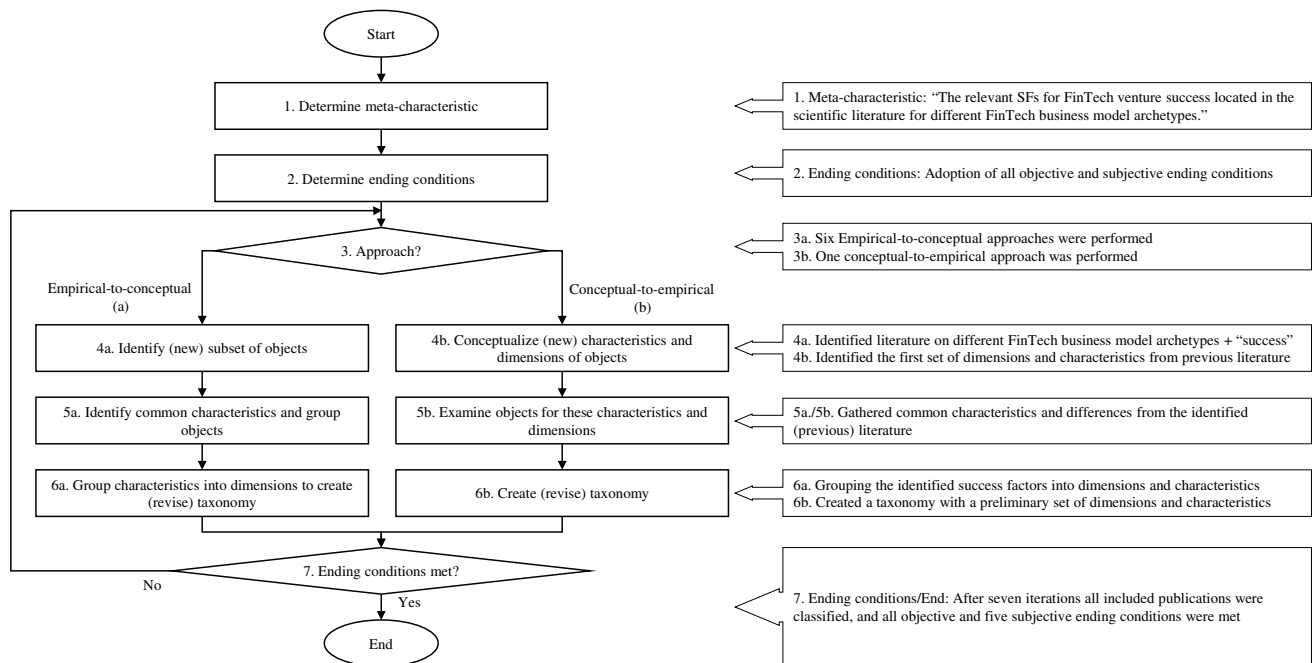 Start
1. Determine meta-characteristic
1. Meta-characteristic: “The relevant SFs for FinTech venture success located in the
scientific literature for different FinTech business model archetypes.”
2. Determine ending conditions
2. Ending conditions: Adoption of all objective and subjective ending conditions
3. Approach?
3a. Six Empirical-to-conceptual approaches were performed
3b. One conceptual-to-empirical approach was performed
Empirical-to-conceptual
(a)
Conceptual-to-empirical
(b)
4a. Identify (new) subset of objects
4b. Conceptualize (new) characteristics and
dimensions of objects
4a. Identified literature on different FinTech business model archetypes + “success”
4b. Identified the first set of dimensions and characteristics from previous literature
5a. Identify common characteristics and group
objects
5b. Examine objects for these characteristics and
dimensions
5a./5b. Gathered common characteristics and differences from the identified
(previous) literature
6a. Group characteristics into dimensions to create
(revise) taxonomy
6b. Create (revise) taxonomy
6a. Grouping the identified success factors into dimensions and characteristics
6b. Created a taxonomy with a preliminary set of dimensions and characteristics
7. Ending conditions met?
No
Yes
7. Ending conditions/End: After seven iterations all included publications were
classified, and all objective and five subjective ending conditions were met
End